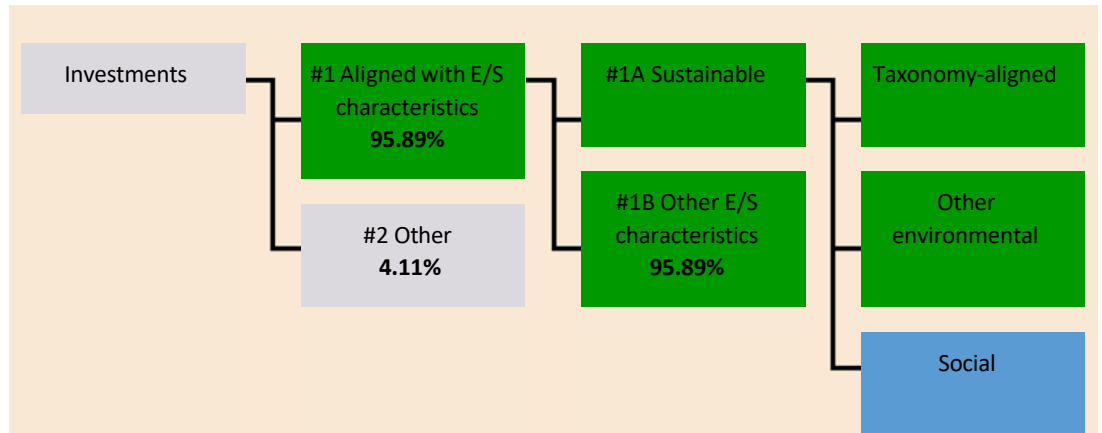 Investments
#1 Aligned with E/S
characteristics
95.89%
#2 Other
4.11%
#1A Sustainable
#1B Other E/S
characteristics
95.89%
Taxonomy-aligned
Other
environmental
Social